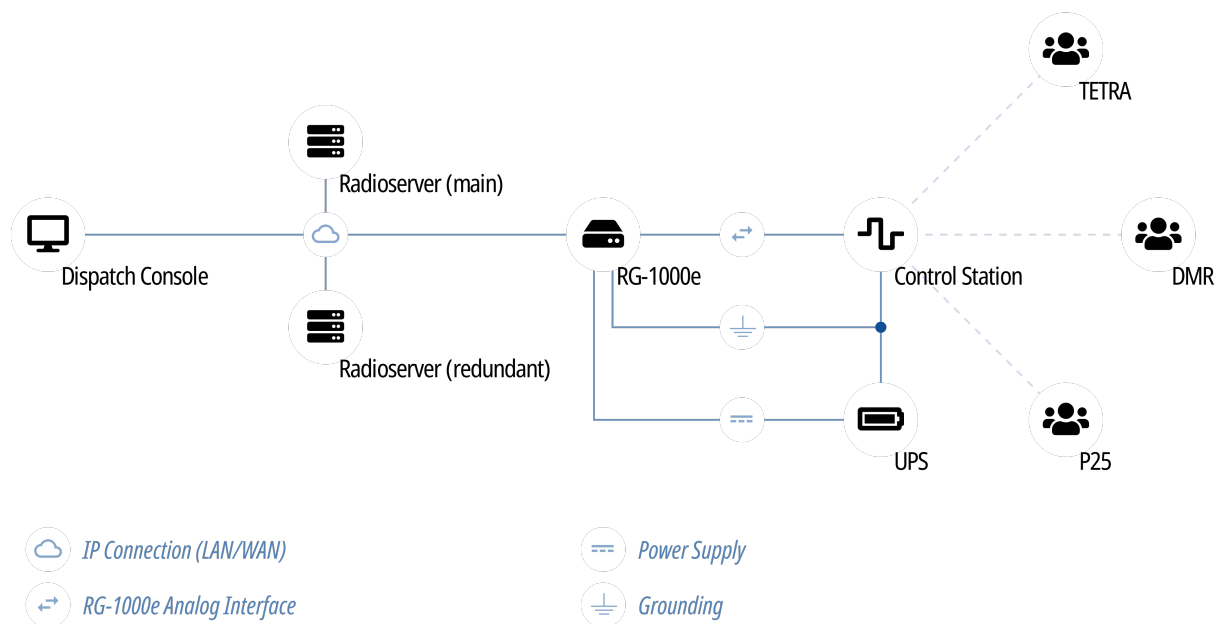 TETRA
Radioserver (main)
Dispatch Console
RG-1000e
Control Station
DMR
Radioserver (redundant)
UPS
P25
IP Connection (LAN/WAN)
Power Supply
RG-1000e Analog Interface
Grounding